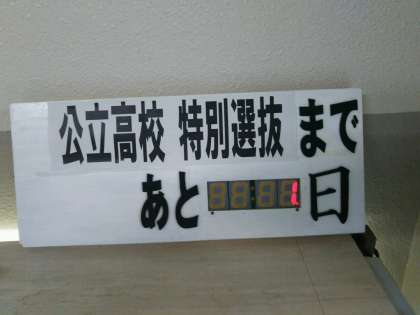 公立高校 特別選抜 まで
あと 1日